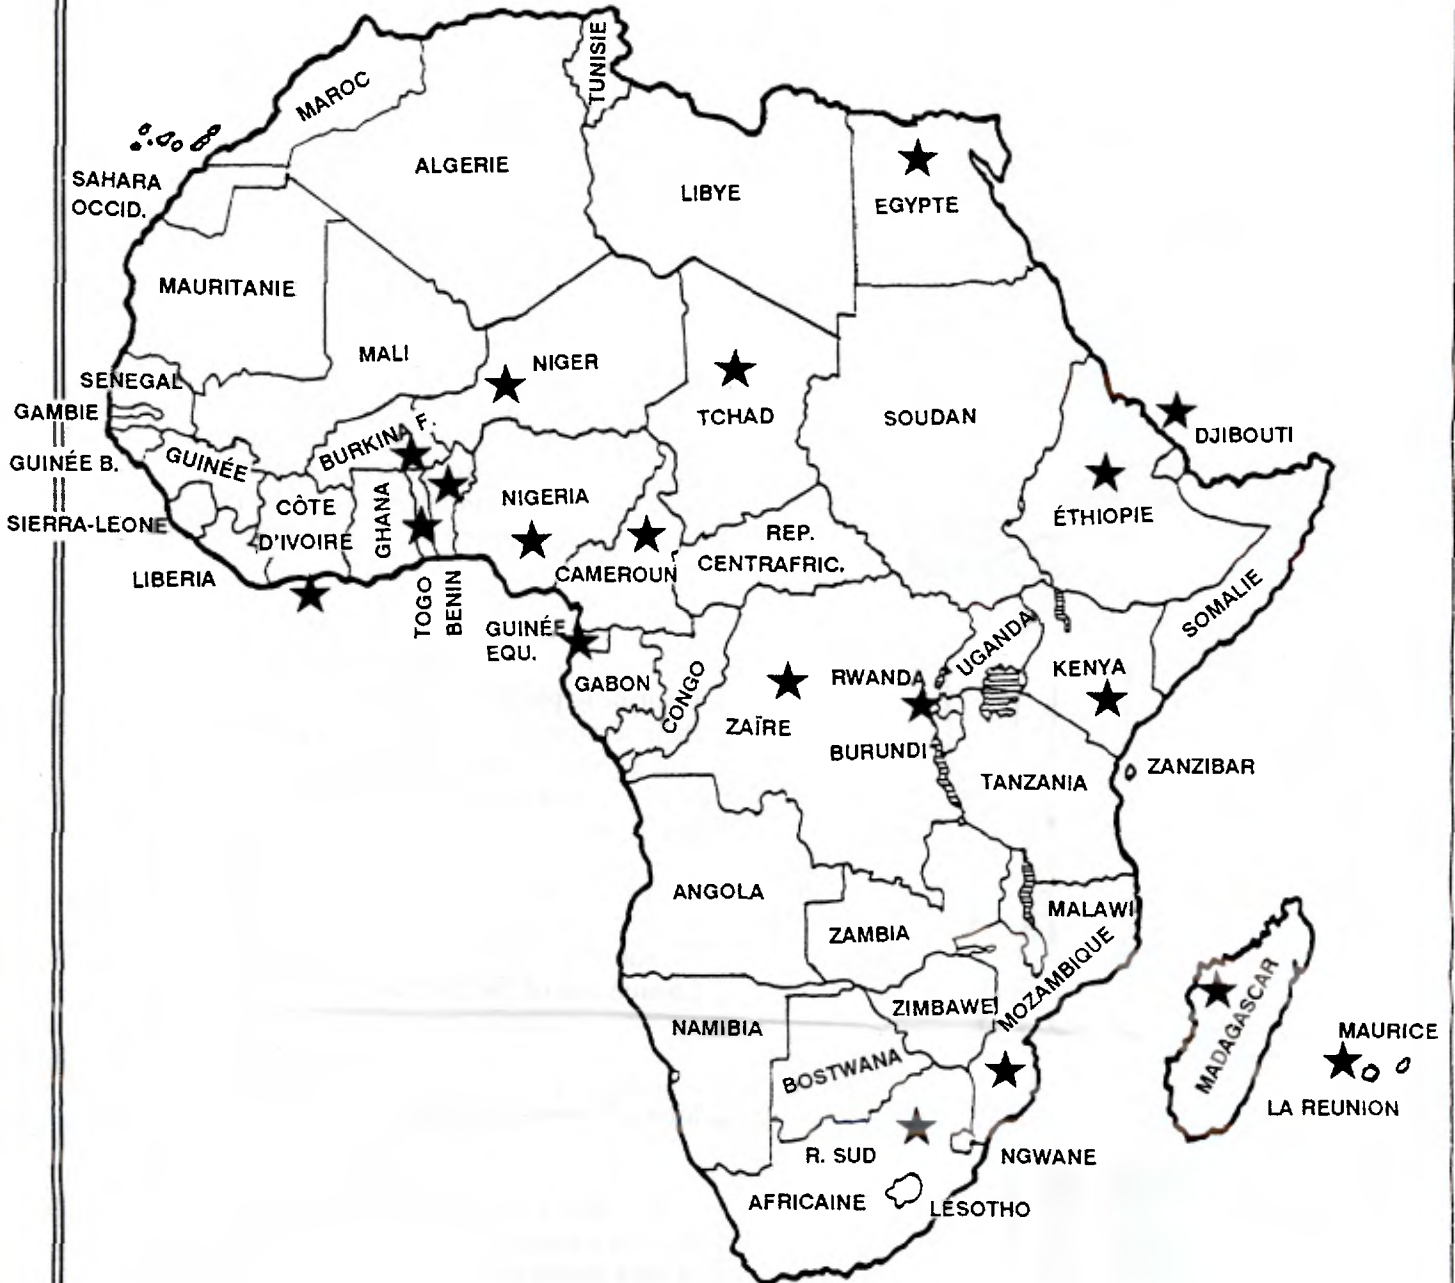 TUNISIE
MAROC
ALGERIE
LIBYE
EGYPTE
SAHARA
OCCID.
MAURITANIE
MALI
NIGER
TCHAD
SOUDAN
SENEGAL
GAMBIE
GUINÉE B.
GUINÉE
BURKINA F.
DJIBOUTI
ÉTHIOPIE
SIERRA-LEONE
CÔTE
D'IVOIRE
GHANA
NIGERIA
LIBERIA
TOGO
BENIN
CAMEROUN
REP.
CENTRAFRIC.
SOMALIE
GUINÉE
EQU.
GABON
CONGO
ZAÏRE
RWANDA
BURUNDI
UGANDA
KENYA
TANZANIA
ZANZIBAR
ANGOLA
ZAMBIA
MALAWI
MOZAMBIQUE
NAMIBIA
ZIMBAWE
BOSTWANA
MADAGASCAR
MAURICE
LA REUNION
R. SUD
AFRICAINE
NGWANE
LESOTHO